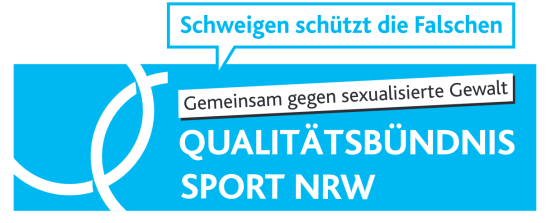 Schweigen schützt die Falschen
Gemeinsam gegen sexualisierte Gewalt
QUALITÄTSBÜNDNIS
SPORT NRW